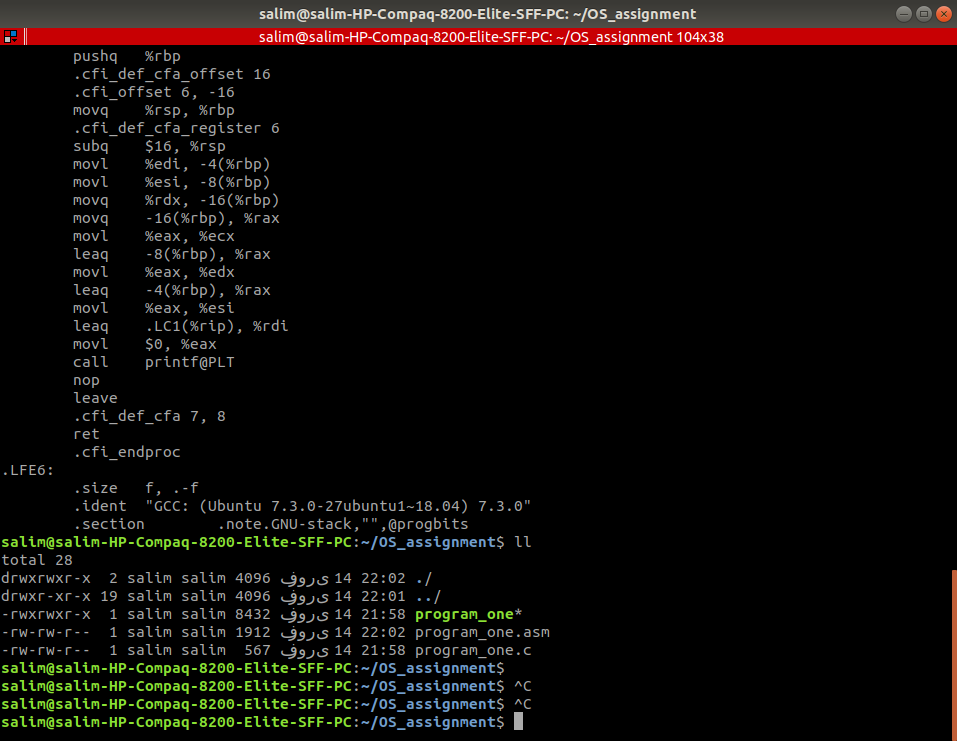 salim@salim-HP-Compaq-8200-Elite-SFF-PC: ~/OS_assignment
salim@salim-HP-Compaq-8200-Elite-SFF-PC: ~/OS_assignment 104x38
pushq %rbp
.cfi_def_cfa_offset 16
.cfi_offset 6, -16
movq %rsp, %rbp
.cfi_def_cfa_register 6
subq $16, %rsp
movl %edi, -4(%rbp)
movl %esi, -8(%rbp)
movq %rdx, -16(%rbp)
movq -16(%rbp), %rax
movl %eax, %ecx
leaq -8(%rbp), %rax
movl %eax, %edx
leaq -4(%rbp), %rax
movl %eax, %esi
leaq .LC1(%rip), %rdi
movl $0, %eax
call printf@PLT
nop
leave
.cfi_def_cfa 7, 8
ret
.cfi_endproc
.LFE6:
.size f, .-f
.ident "GCC: (Ubuntu 7.3.0-27ubuntu1~18.04) 7.3.0"
.section .note.GNU-stack,"",@progbits
salim@salim-HP-Compaq-8200-Elite-SFF-PC:~/OS_assignment$ ll
total 28
drwxrwxr-x 2 salim salim 4096 فروری 14 22:02 ./
drwxr-xr-x 19 salim salim 4096 فروری 14 22:01 ../
-rwxrwxr-x 1 salim salim 8432 فروری 14 21:58 program_one*
-rw-rw-r-- 1 salim salim 1912 فروری 14 22:02 program_one.asm
-rw-rw-r-- 1 salim salim 567 فروری 14 21:58 program_one.c
salim@salim-HP-Compaq-8200-Elite-SFF-PC:~/OS_assignment$
salim@salim-HP-Compaq-8200-Elite-SFF-PC:~/OS_assignment$ ^C
salim@salim-HP-Compaq-8200-Elite-SFF-PC:~/OS_assignment$ ^C
salim@salim-HP-Compaq-8200-Elite-SFF-PC:~/OS_assignment$